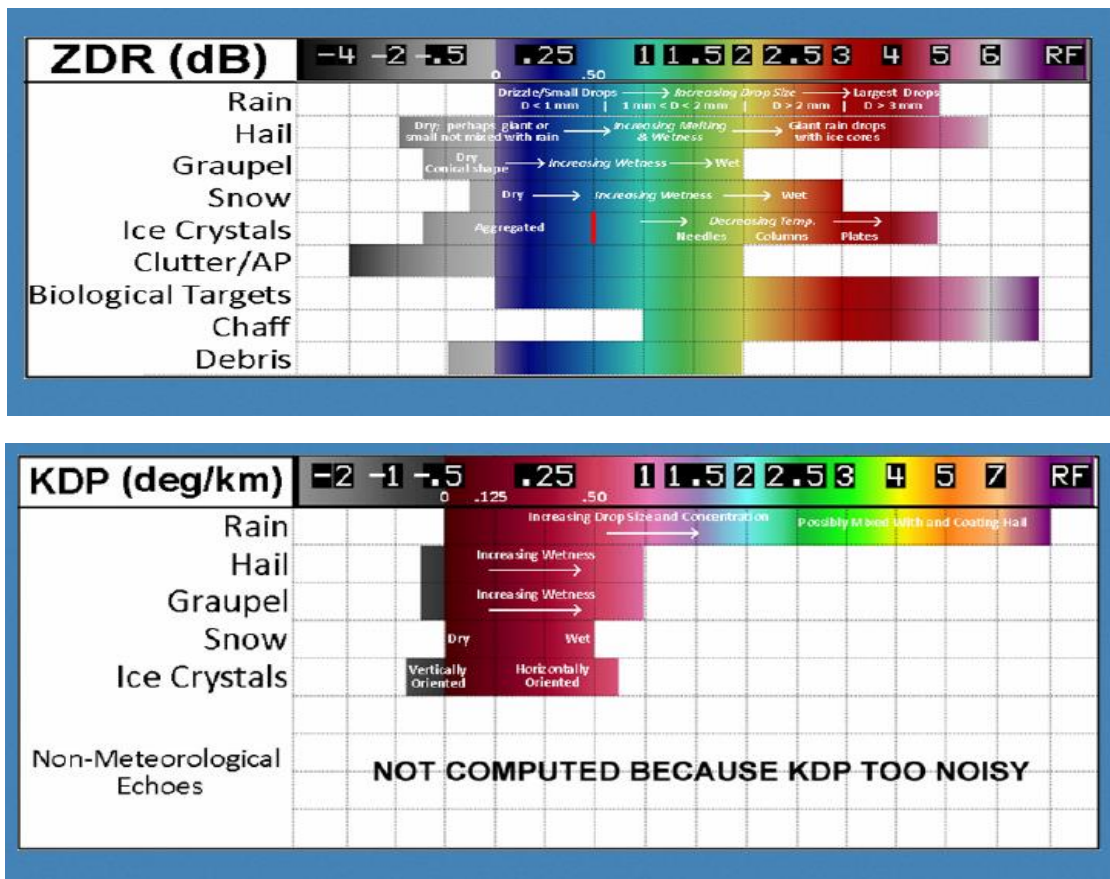 ZDR (dB) -4 -2 -.5 .25 1 1.5 2 2.5 3 4 5 6 RF
0 .50
Rain Drizzle/Small Drops Increasing Drop Size Largest Drops
D < 1 mm | 1 mm < D < 2 mm | D > 2 mm | D > 3 mm
Hail Dry; perhaps giant or Increasing Melting Giant rain drops
small not mixed with rain & Wetness with ice cores
Graupel Dry Increasing Wetness Wet
Conical shape
Snow Dry Increasing Wetness Wet
Ice Crystals Aggregated Decreasing Temp.
Needles Columns Plates
Clutter/AP
Biological Targets
Chaff
Debris
KDP (deg/km) -2 -1 -.5 .25 1 1.5 2 2.5 3 4 5 7 RF
0 .125 .50
Rain Increasing Drop Size and Concentration Possibly Mixed With and Coating Hail
Hail Increasing Wetness
Graupel Increasing Wetness
Snow Dry Wet
Ice Crystals Vertically Horizontally
Oriented Oriented
Non-Meteorological
Echoes NOT COMPUTED BECAUSE KDP TOO NOISY